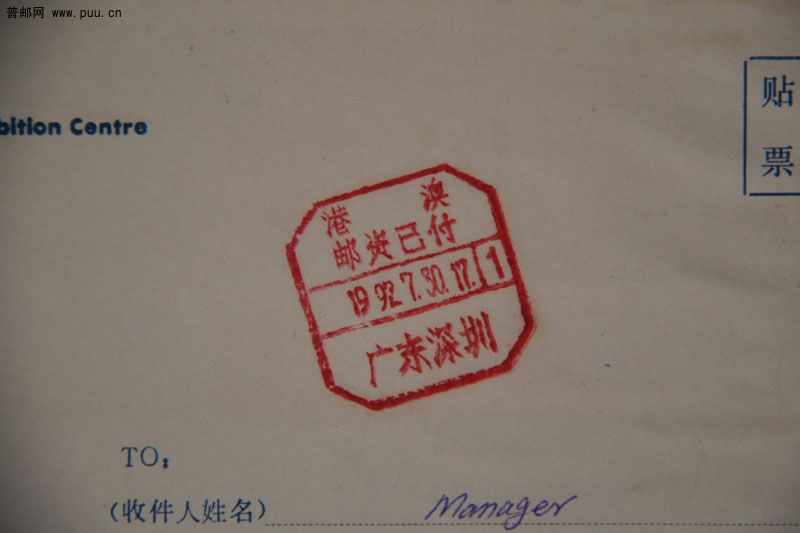 普邮网 www.puu.cn
贴
票
bition Centre
港 澳
邮资已付
1992.7.30.17. 1
广东深圳
TO:
(收件人姓名) Manager